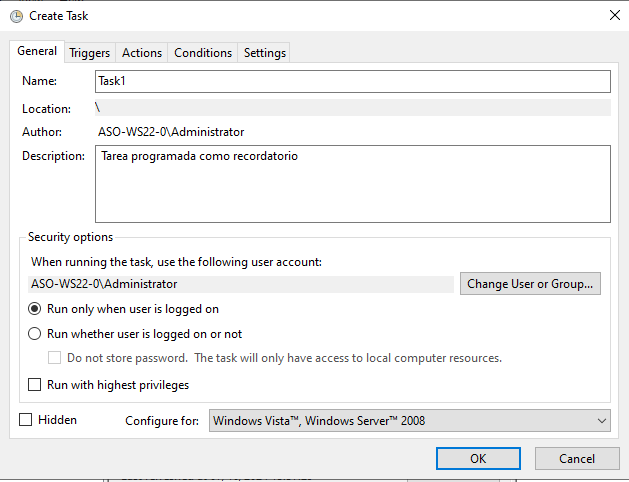 Create Task
General Triggers Actions Conditions Settings
Name: Task1
Location: \
Author: ASO-WS22-0\Administrator
Description: Tarea programada como recordatorio
Security options
When running the task, use the following user account:
ASO-WS22-0\Administrator Change User or Group...
Run only when user is logged on
Run whether user is logged on or not
Do not store password. The task will only have access to local computer resources.
Run with highest privileges
Hidden Configure for: Windows Vista™, Windows Server™ 2008
OK Cancel